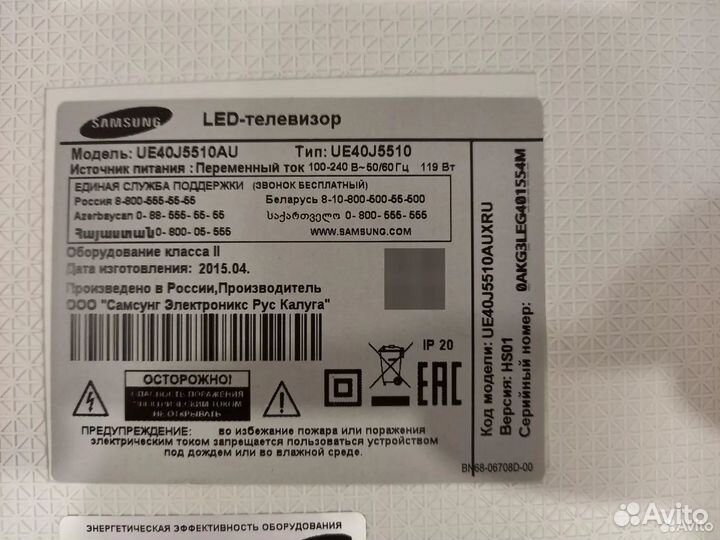 SAMSUNG
LED-телевизор
Модель: UE40J5510AU Тип: UE40J5510
Источник питания : Переменный ток 100-240 В~50/60Гц 119 Вт
ЕДИНАЯ СЛУЖБА ПОДДЕРЖКИ (ЗВОНОК БЕСПЛАТНЫЙ)
Россия 8-800-555-55-55 Беларусь 8-10-800-500-55-500
Azerbaycan 0-88-555-55-55 საქართველო 0-800-555-555
Հայաստան 0-800-05-555 WWW.SAMSUNG.COM
Оборудование класса II
Дата изготовления: 2015.04.
Произведено в России,Производитель
ООО "Самсунг Электроникс Рус Калуга"
IP 20
ОСТОРОЖНО!
ОПАСНОСТЬ ПОРАЖЕНИЯ
ЭЛЕКТРИЧЕСКИМ ТОКОМ
НЕ ОТКРЫВАТЬ
EAC
ПРЕДУПРЕЖДЕНИЕ: во избежание пожара или поражения
электрическим током запрещается пользоваться устройством
под дождем или во влажной среде.
Код модели: UE40J5510AUXRU
Версия: HS01
Серийный номер: 0AKG3LEG401554M
BN68-06708D-00
ЭНЕРГЕТИЧЕСКАЯ ЭФФЕКТИВНОСТЬ ОБОРУДОВАНИЯ
Avito